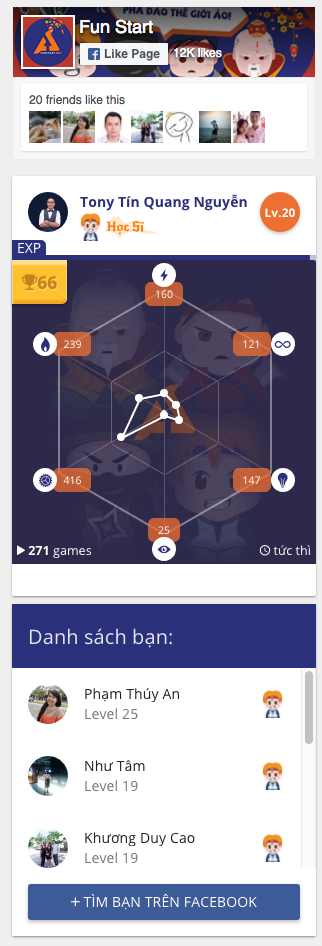 PHÁ ĐẢO THẾ GIỚI ẢO
Fun Start
Like Page
12K likes
20 friends like this
Tony Tín Quang Nguyễn
Học Sĩ
Lv.20
EXP
66
160
239
121
416
147
25
271 games
tức thì
Danh sách bạn:
Phạm Thúy An
Level 25
Như Tâm
Level 19
Khương Duy Cao
Level 19
+ TÌM BẠN TRÊN FACEBOOK